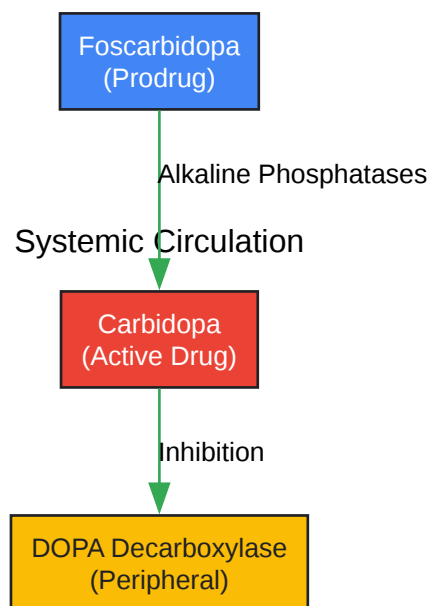 Foscarbidopa
(Prodrug)
Alkaline Phosphatases
Systemic Circulation
Carbidopa
(Active Drug)
Inhibition
DOPA Decarboxylase
(Peripheral)